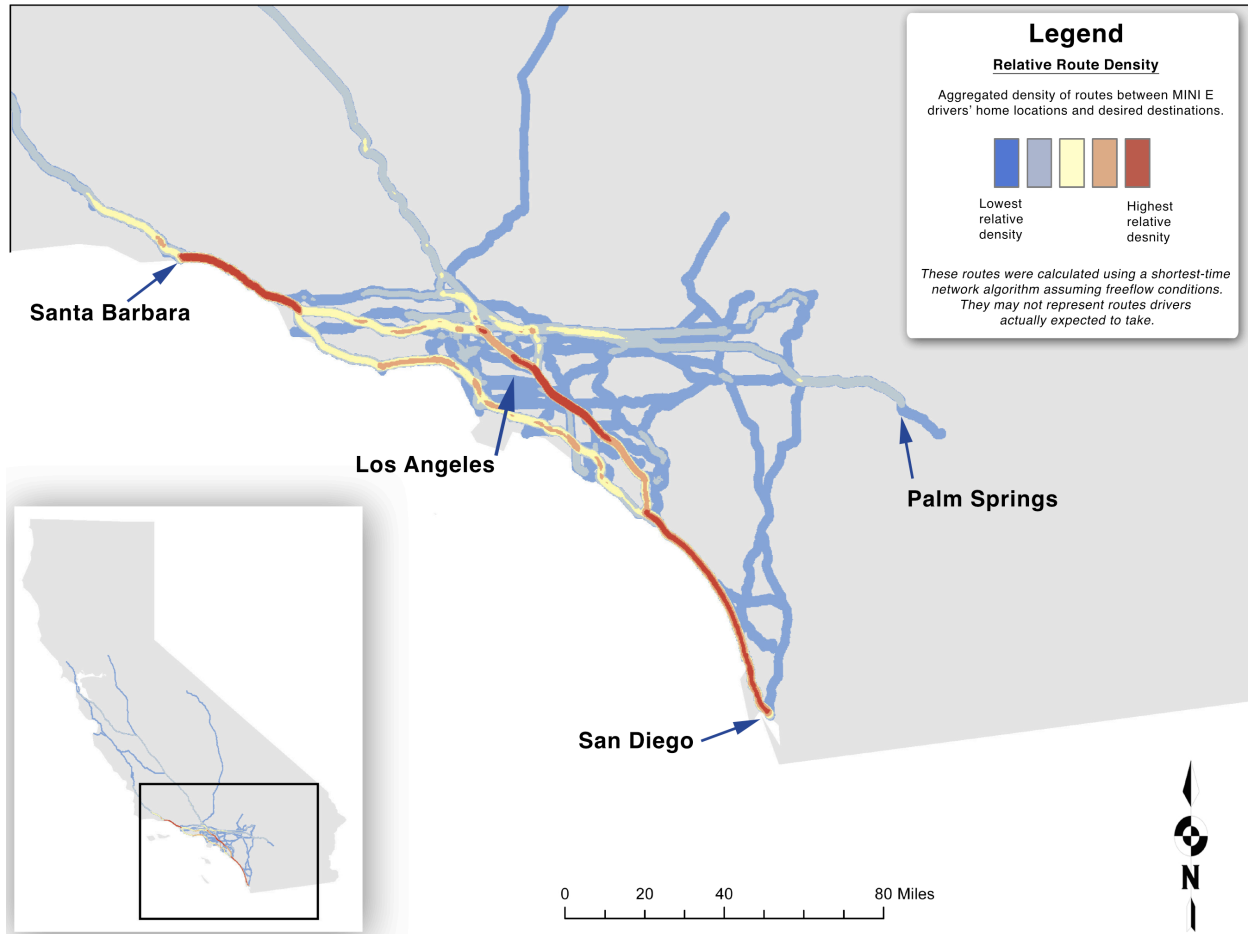 Legend
Relative Route Density
Aggregated density of routes between MINI E
drivers' home locations and desired destinations.
Lowest
relative
density
Highest
relative
desnity
These routes were calculated using a shortest-time
network algorithm assuming freeflow conditions.
They may not represent routes drivers
actually expected to take.
Santa Barbara
Los Angeles
Palm Springs
San Diego
N
0 20 40 80 Miles